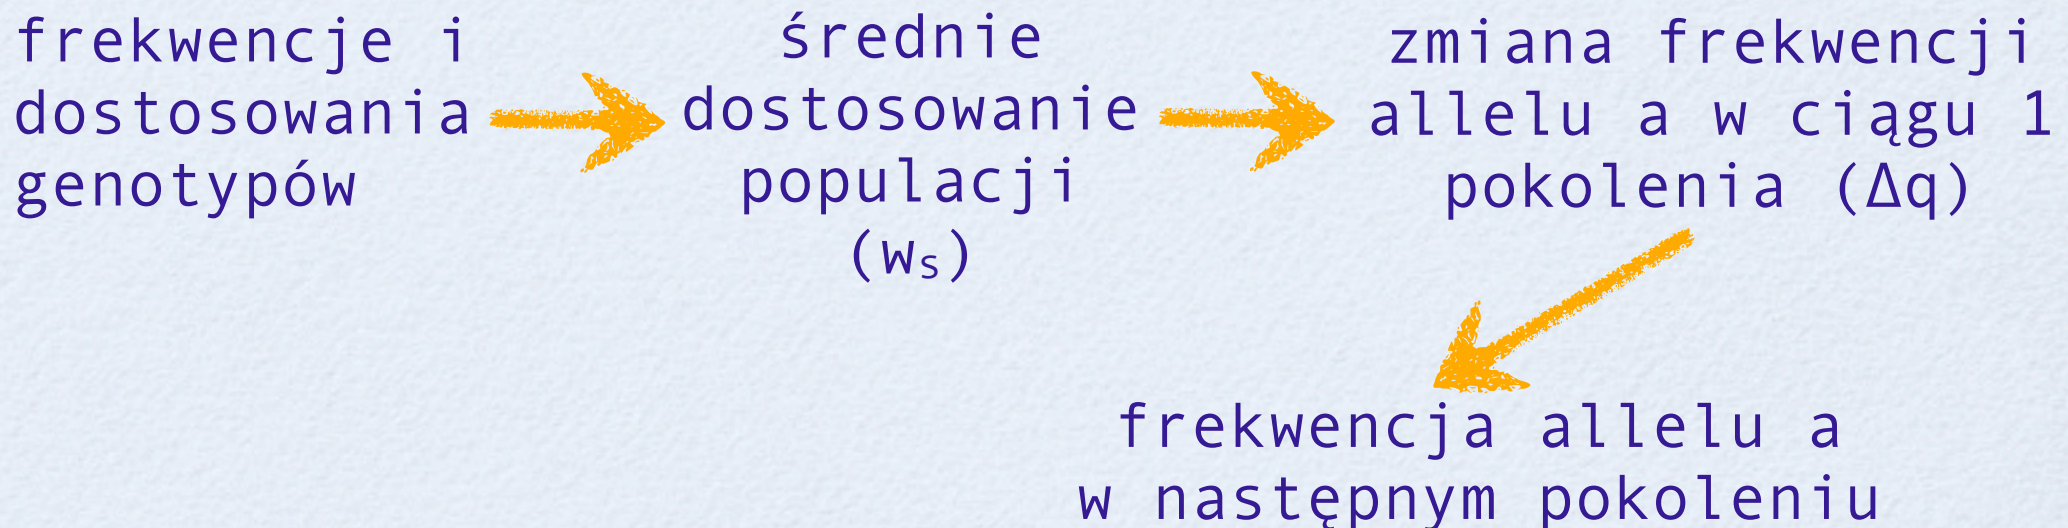 frekwencje i
dostosowania
genotypów
średnie
dostosowanie
populacji
(ws)
zmiana frekwencji
allelu a w ciągu 1
pokolenia (Δq)
frekwencja allelu a
w następnym pokoleniu